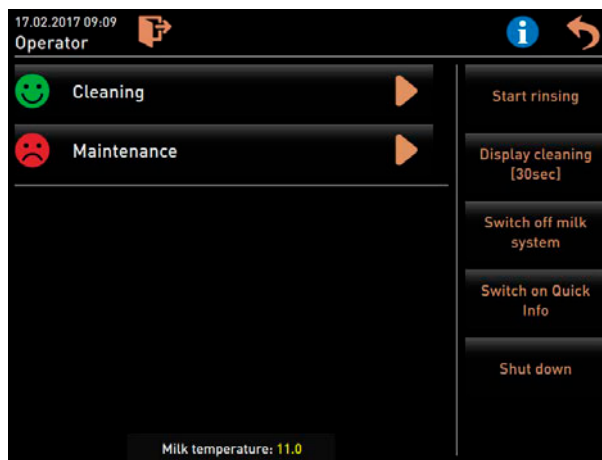 17.02.2017 09:09
Operator
i
Cleaning
Maintenance
Start rinsing
Display cleaning
[30sec]
Switch off milk
system
Switch on Quick
Info
Shut down
Milk temperature: 11.0